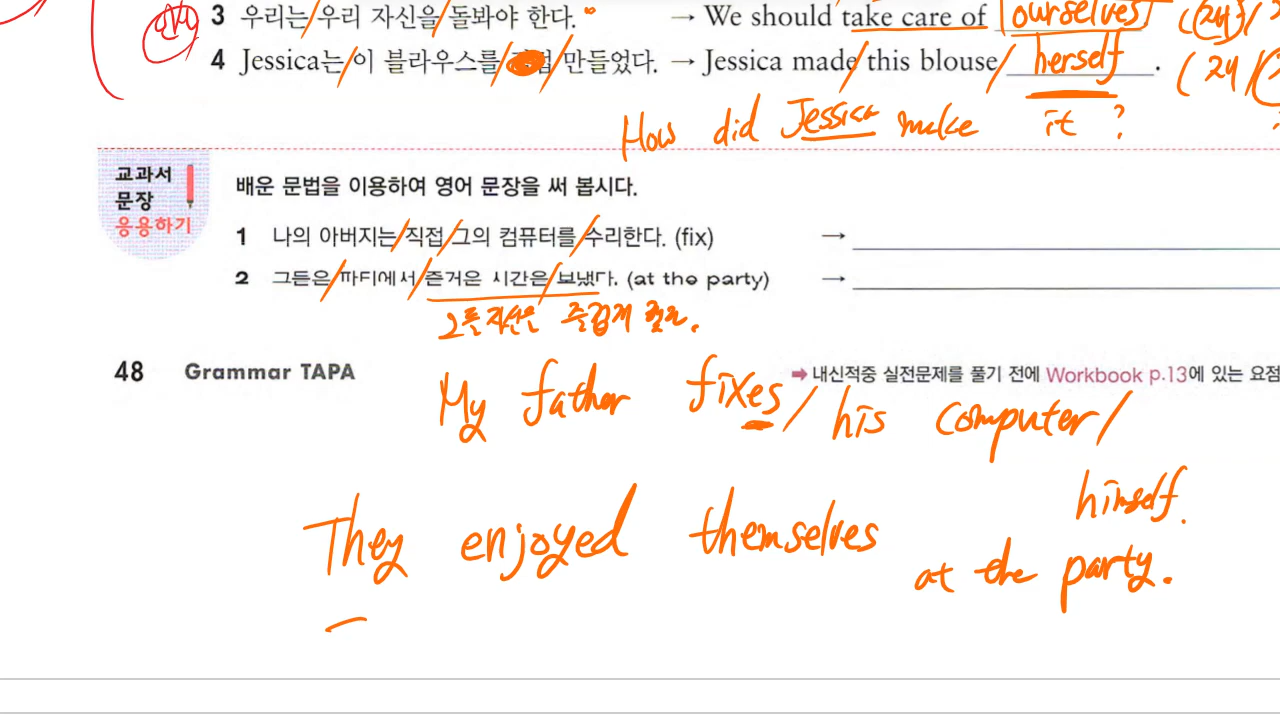 3 우리는/우리 자신을/돌봐야 한다. → We should take care of ourselves
4 Jessica는/이 블라우스를/ /만들었다. → Jessica made/this blouse/ herself . (24/
How did Jessica make it ?
교과서
문장
응용하기
배운 문법을 이용하여 영어 문장을 써 봅시다.
1 나의 아버지는/직접/그의 컴퓨터를/수리한다. (fix) →
2 그들은/파티에서/즐거운 시간을/보냈다. (at the party) →
그들 자신은 즐겁게
48 Grammar TAPA
➡ 내신적중 실전문제를 풀기 전에 Workbook p.13에 있는 요점
My father fixes/ his computer/
himself.
They enjoyed themselves
at the party.